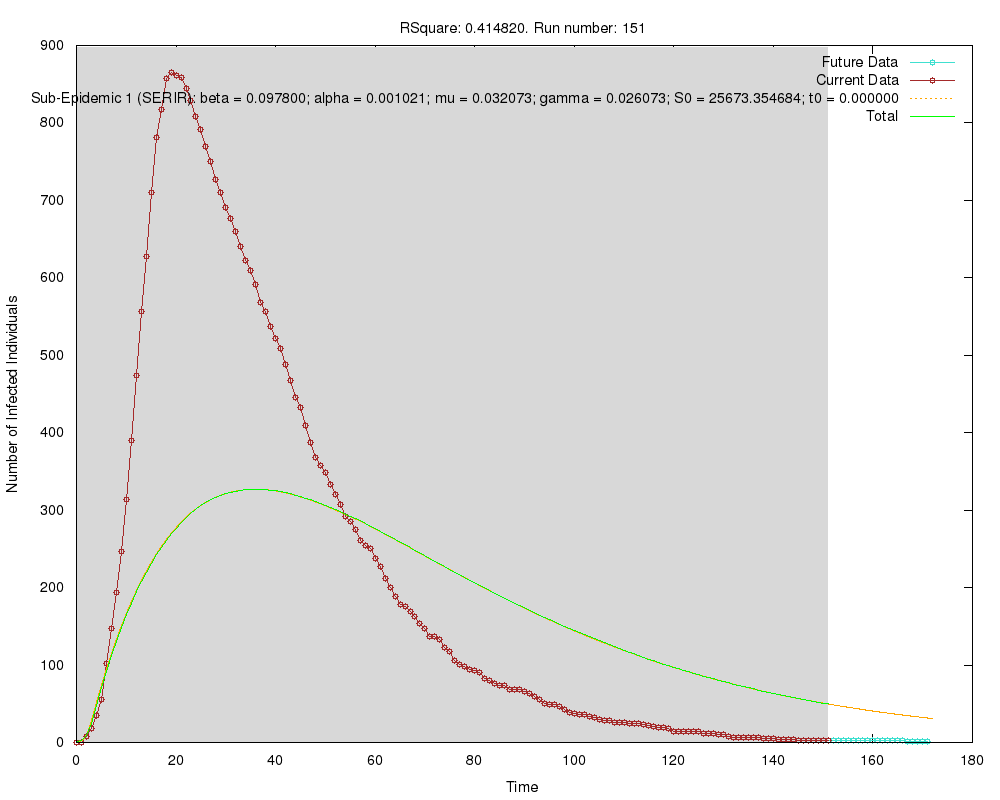 RSquare: 0.414820. Run number: 151
900
800
700
600
500
400
300
200
100
0
Number of Infected Individuals
Future Data
Current Data
Sub-Epidemic 1 (SERIR): beta = 0.097800; alpha = 0.001021; mu = 0.032073; gamma = 0.026073; S0 = 25673.354684; t0 = 0.000000
Total
0 20 40 60 80 100 120 140 160 180
Time